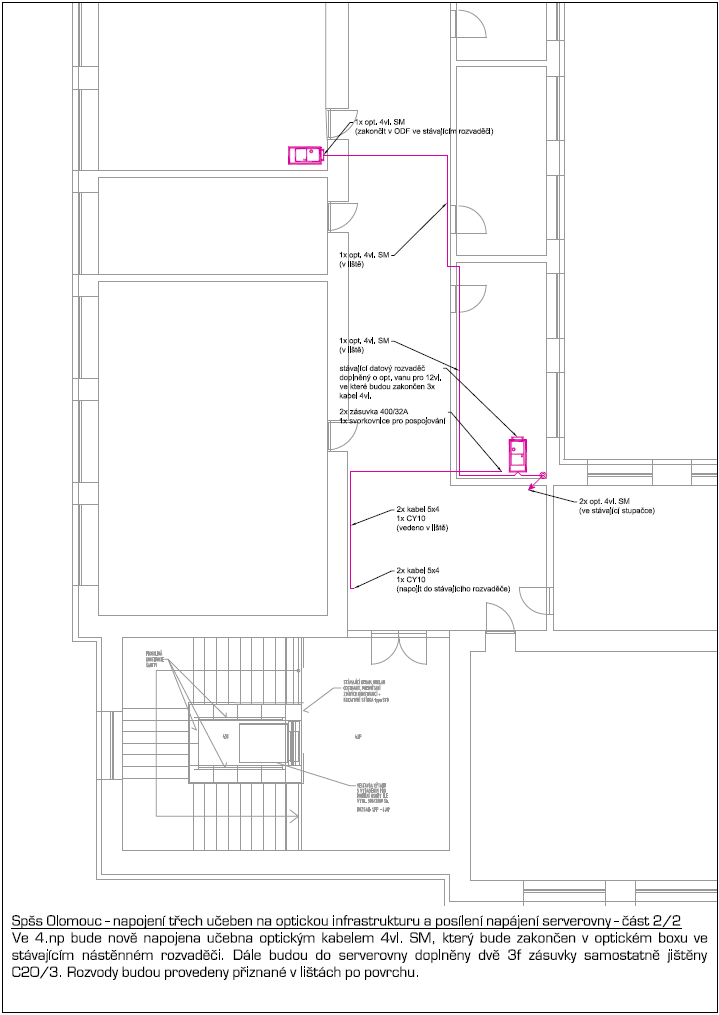 1x opt. 4vl. SM
(zakončit v ODF ve stávajícím rozvaděči)
1x opt. 4vl. SM
(v liště)
1x opt. 4vl. SM
(v liště)
stávající datový rozvaděč
doplněný o opt. vanu pro 12vl.
ve které budou zakončen 3x
kabel 4vl.
2x zásuvka 400/32A
1x svorkovnice pro pospojování
2x opt. 4vl. SM
(ve stávající stupačce)
2x kabel 5x4
1x CY10
(vedeno v liště)
2x kabel 5x4
1x CY10
(napojit do stávajícího rozvaděče)
Spšs Olomouc - napojení třech učeben na optickou infrastrukturu a posílení napájení serverovny - část 2/2
Ve 4.np bude nově napojena učebna optickým kabelem 4vl. SM, který bude zakončen v optickém boxu ve
stávajícím nástěnném rozvaděči. Dále budou do serverovny doplněny dvě 3f zásuvky samostatně jištěny
C20/3. Rozvody budou provedeny přiznané v lištách po povrchu.